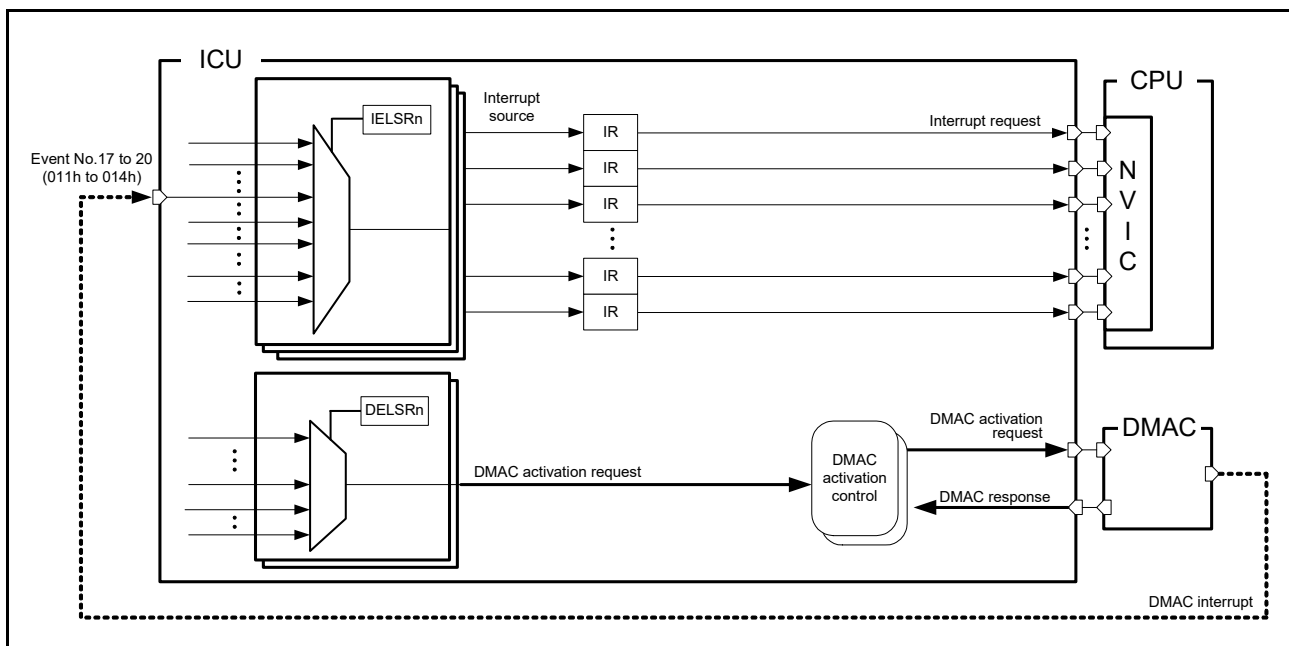 ICU
CPU
IELSRn
Interrupt
source
IR
Interrupt request
IR
IR
IR
IR
N
V
I
C
Event No.17 to 20
(011h to 014h)
DELSRn
DMAC activation request
DMAC
activation
control
DMAC activation
request
DMAC response
DMAC
DMAC interrupt